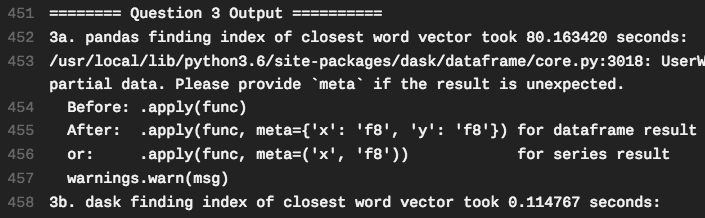 451 ======== Question 3 Output ==========
452 3a. pandas finding index of closest word vector took 80.163420 seconds:
453 /usr/local/lib/python3.6/site-packages/dask/dataframe/core.py:3018: UserW
partial data. Please provide `meta` if the result is unexpected.
454   Before: .apply(func)
455   After:  .apply(func, meta={'x': 'f8', 'y': 'f8'}) for dataframe result
456   or:     .apply(func, meta=('x', 'f8'))            for series result
457   warnings.warn(msg)
458 3b. dask finding index of closest word vector took 0.114767 seconds: